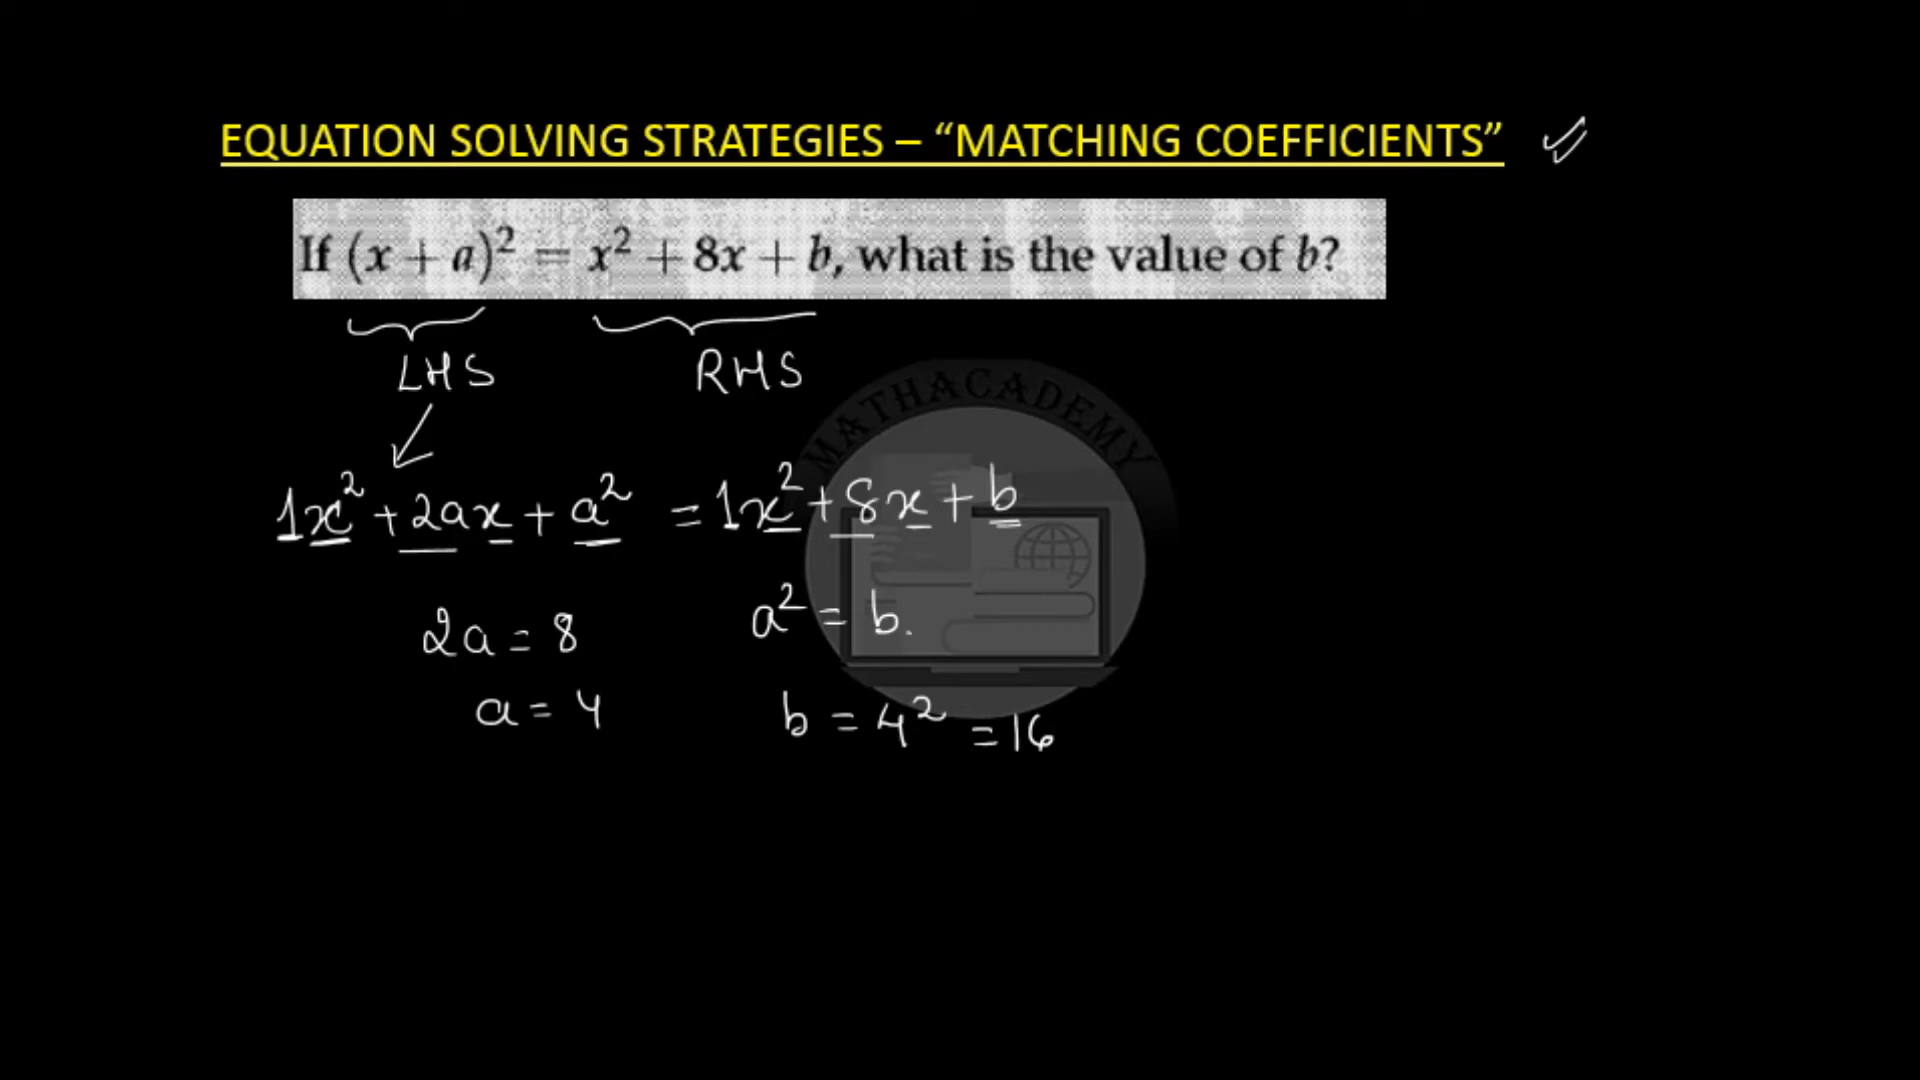 EQUATION SOLVING STRATEGIES – “MATCHING COEFFICIENTS”
If (x + a)² = x² + 8x + b, what is the value of b?
LHS RHS
MATHACADEMY
1x² + 2ax + a² = 1x² + 8x + b
2a = 8 a² = b.
a = 4 b = 4² = 16